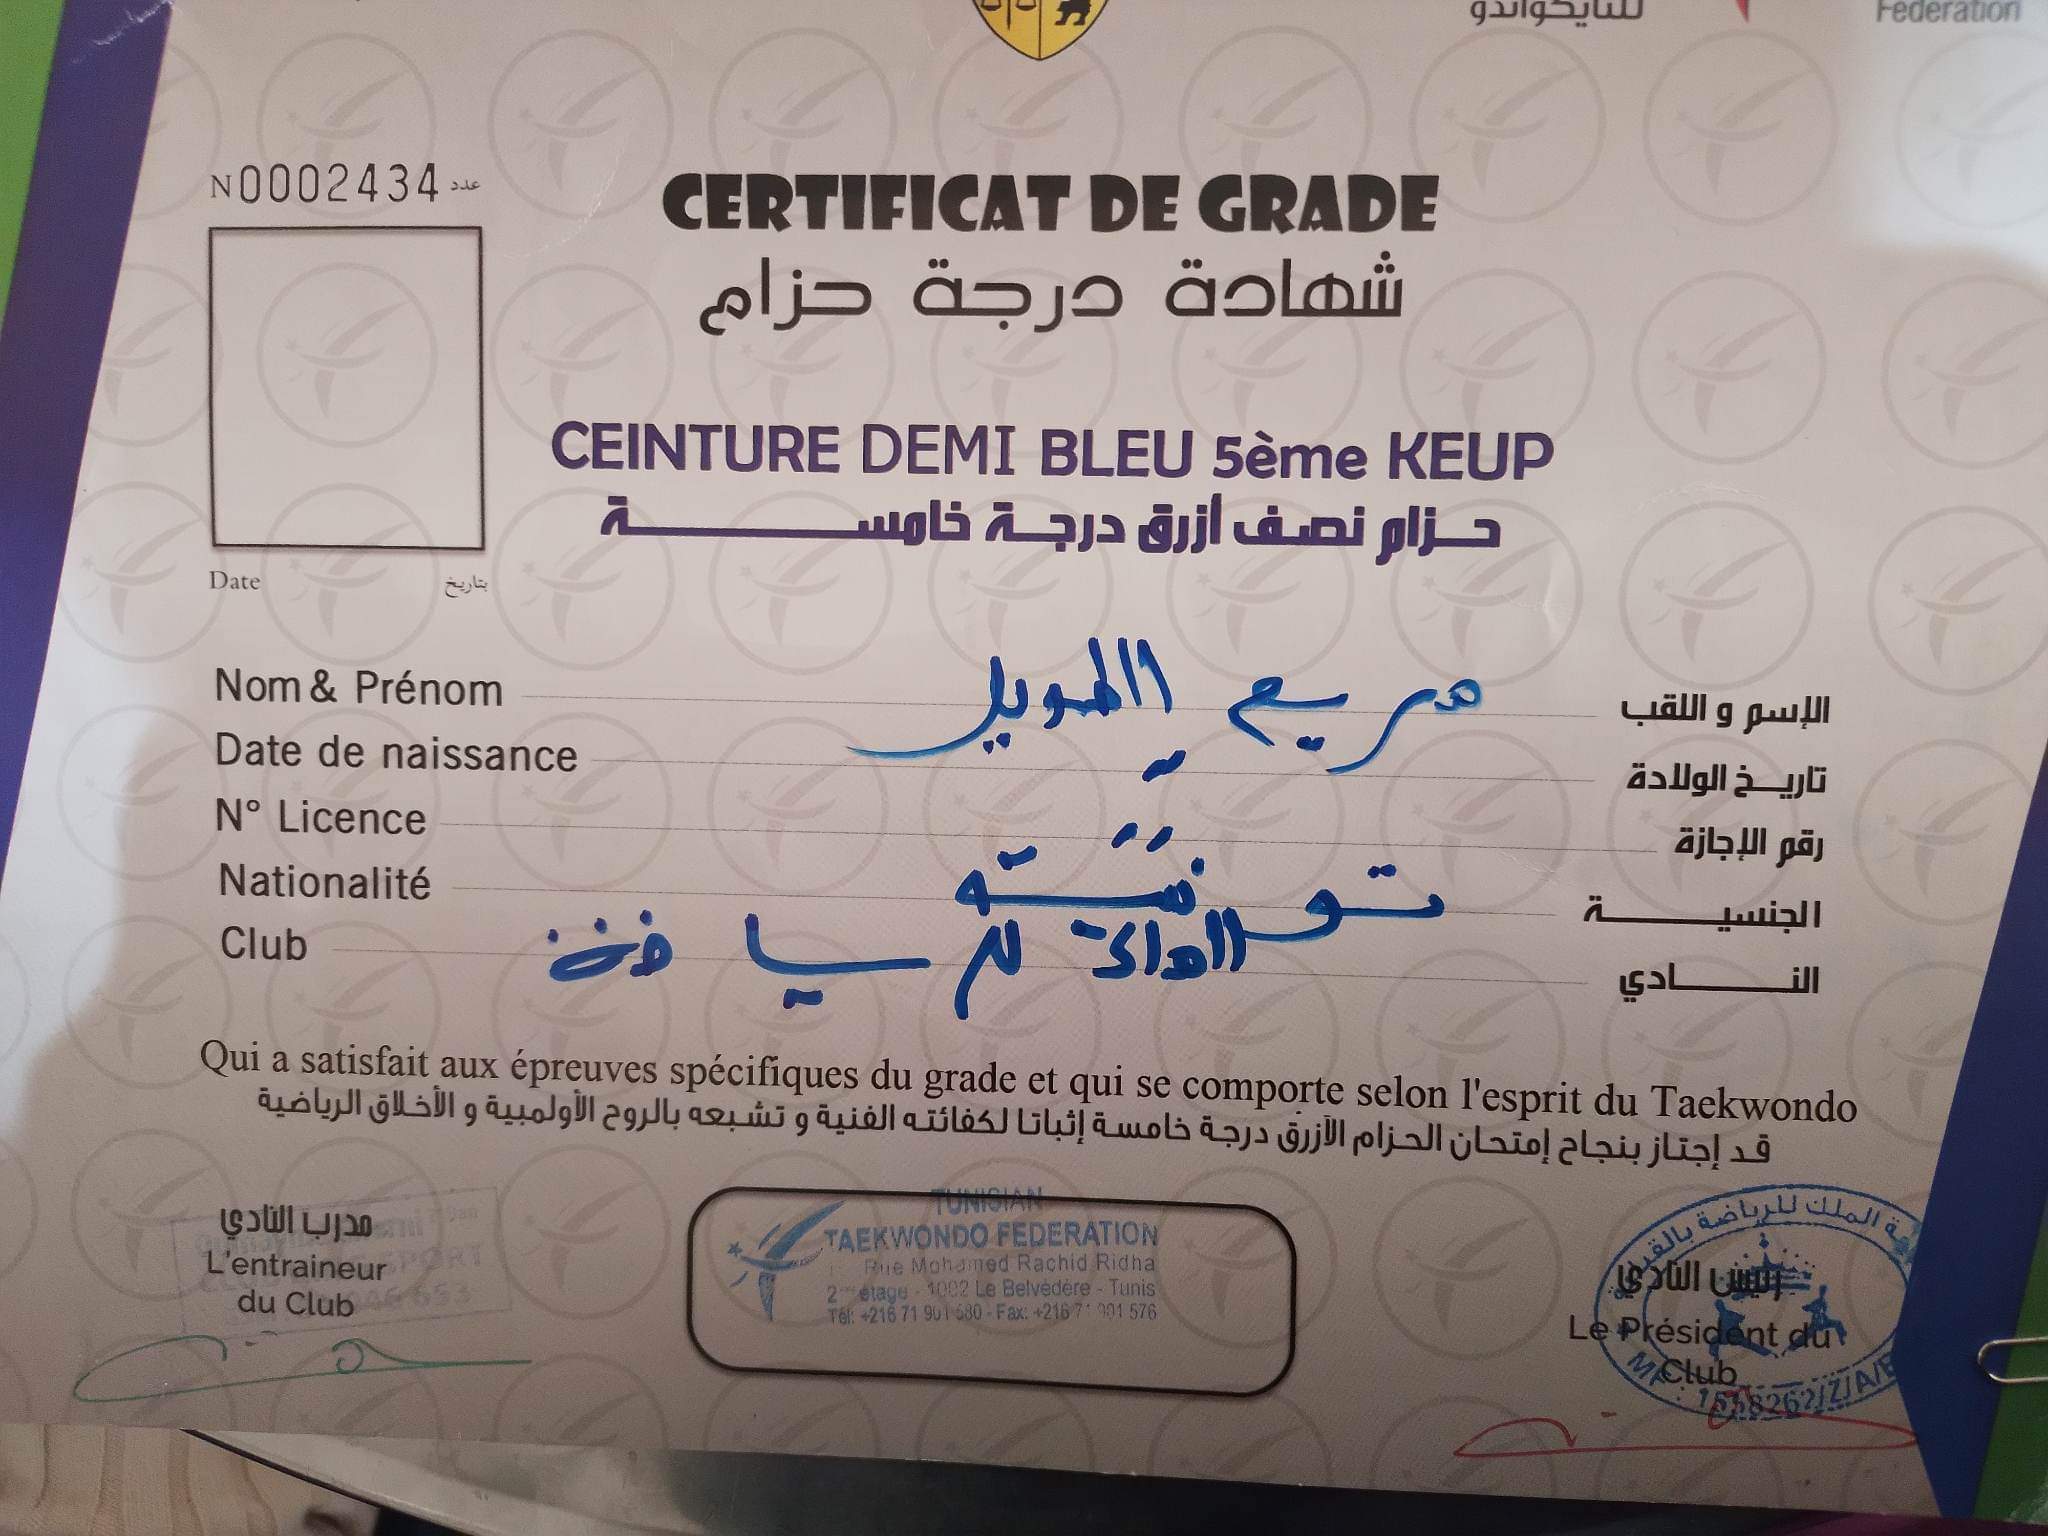 للتايكواندو
Federation
N0002434 عدد
CERTIFICAT DE GRADE
شهادة درجة حزام
CEINTURE DEMI BLEU 5ème KEUP
حزام نصف أزرق درجة خامسة
Date بتاريخ
Nom & Prénom مريم الهويلي الإسم و اللقب
Date de naissance تاريخ الولادة
N° Licence رقم الإجازة
Nationalité تونسية الجنسية
Club للرياضة النادي
Qui a satisfait aux épreuves spécifiques du grade et qui se comporte selon l'esprit du Taekwondo
قد إجتاز بنجاح إمتحان الحزام الأزرق درجة خامسة إثباتا لكفائته الفنية و تشبعه بالروح الأولمبية و الأخلاق الرياضية
مدرب النادي
L'entraineur
du Club
TUNISIAN
TAEKWONDO FEDERATION
Rue Mohamed Rachid Ridha
2ème étage - 1002 Le Belvédère - Tunis
Tél: +216 71 901 680 - Fax: +216 71 901 576
الملك للرياضة
رئيس النادي
Le Président du
Club